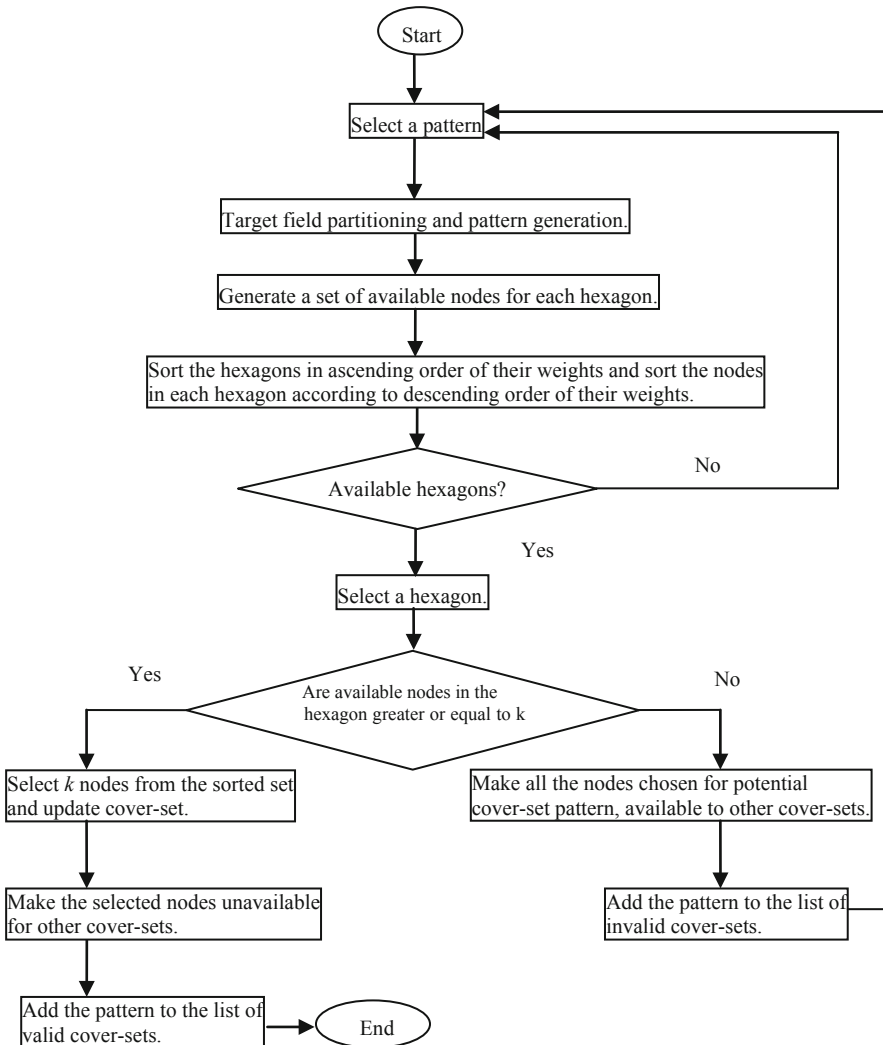 Start
Select a pattern
Target field partitioning and pattern generation.
Generate a set of available nodes for each hexagon.
Sort the hexagons in ascending order of their weights and sort the nodes
in each hexagon according to descending order of their weights.
Available hexagons?
No
Yes
Select a hexagon.
Are available nodes in the
hexagon greater or equal to k
Yes
No
Select k nodes from the sorted set
and update cover-set.
Make all the nodes chosen for potential
cover-set pattern, available to other cover-sets.
Make the selected nodes unavailable
for other cover-sets.
Add the pattern to the list of
invalid cover-sets.
Add the pattern to the list of
valid cover-sets.
End